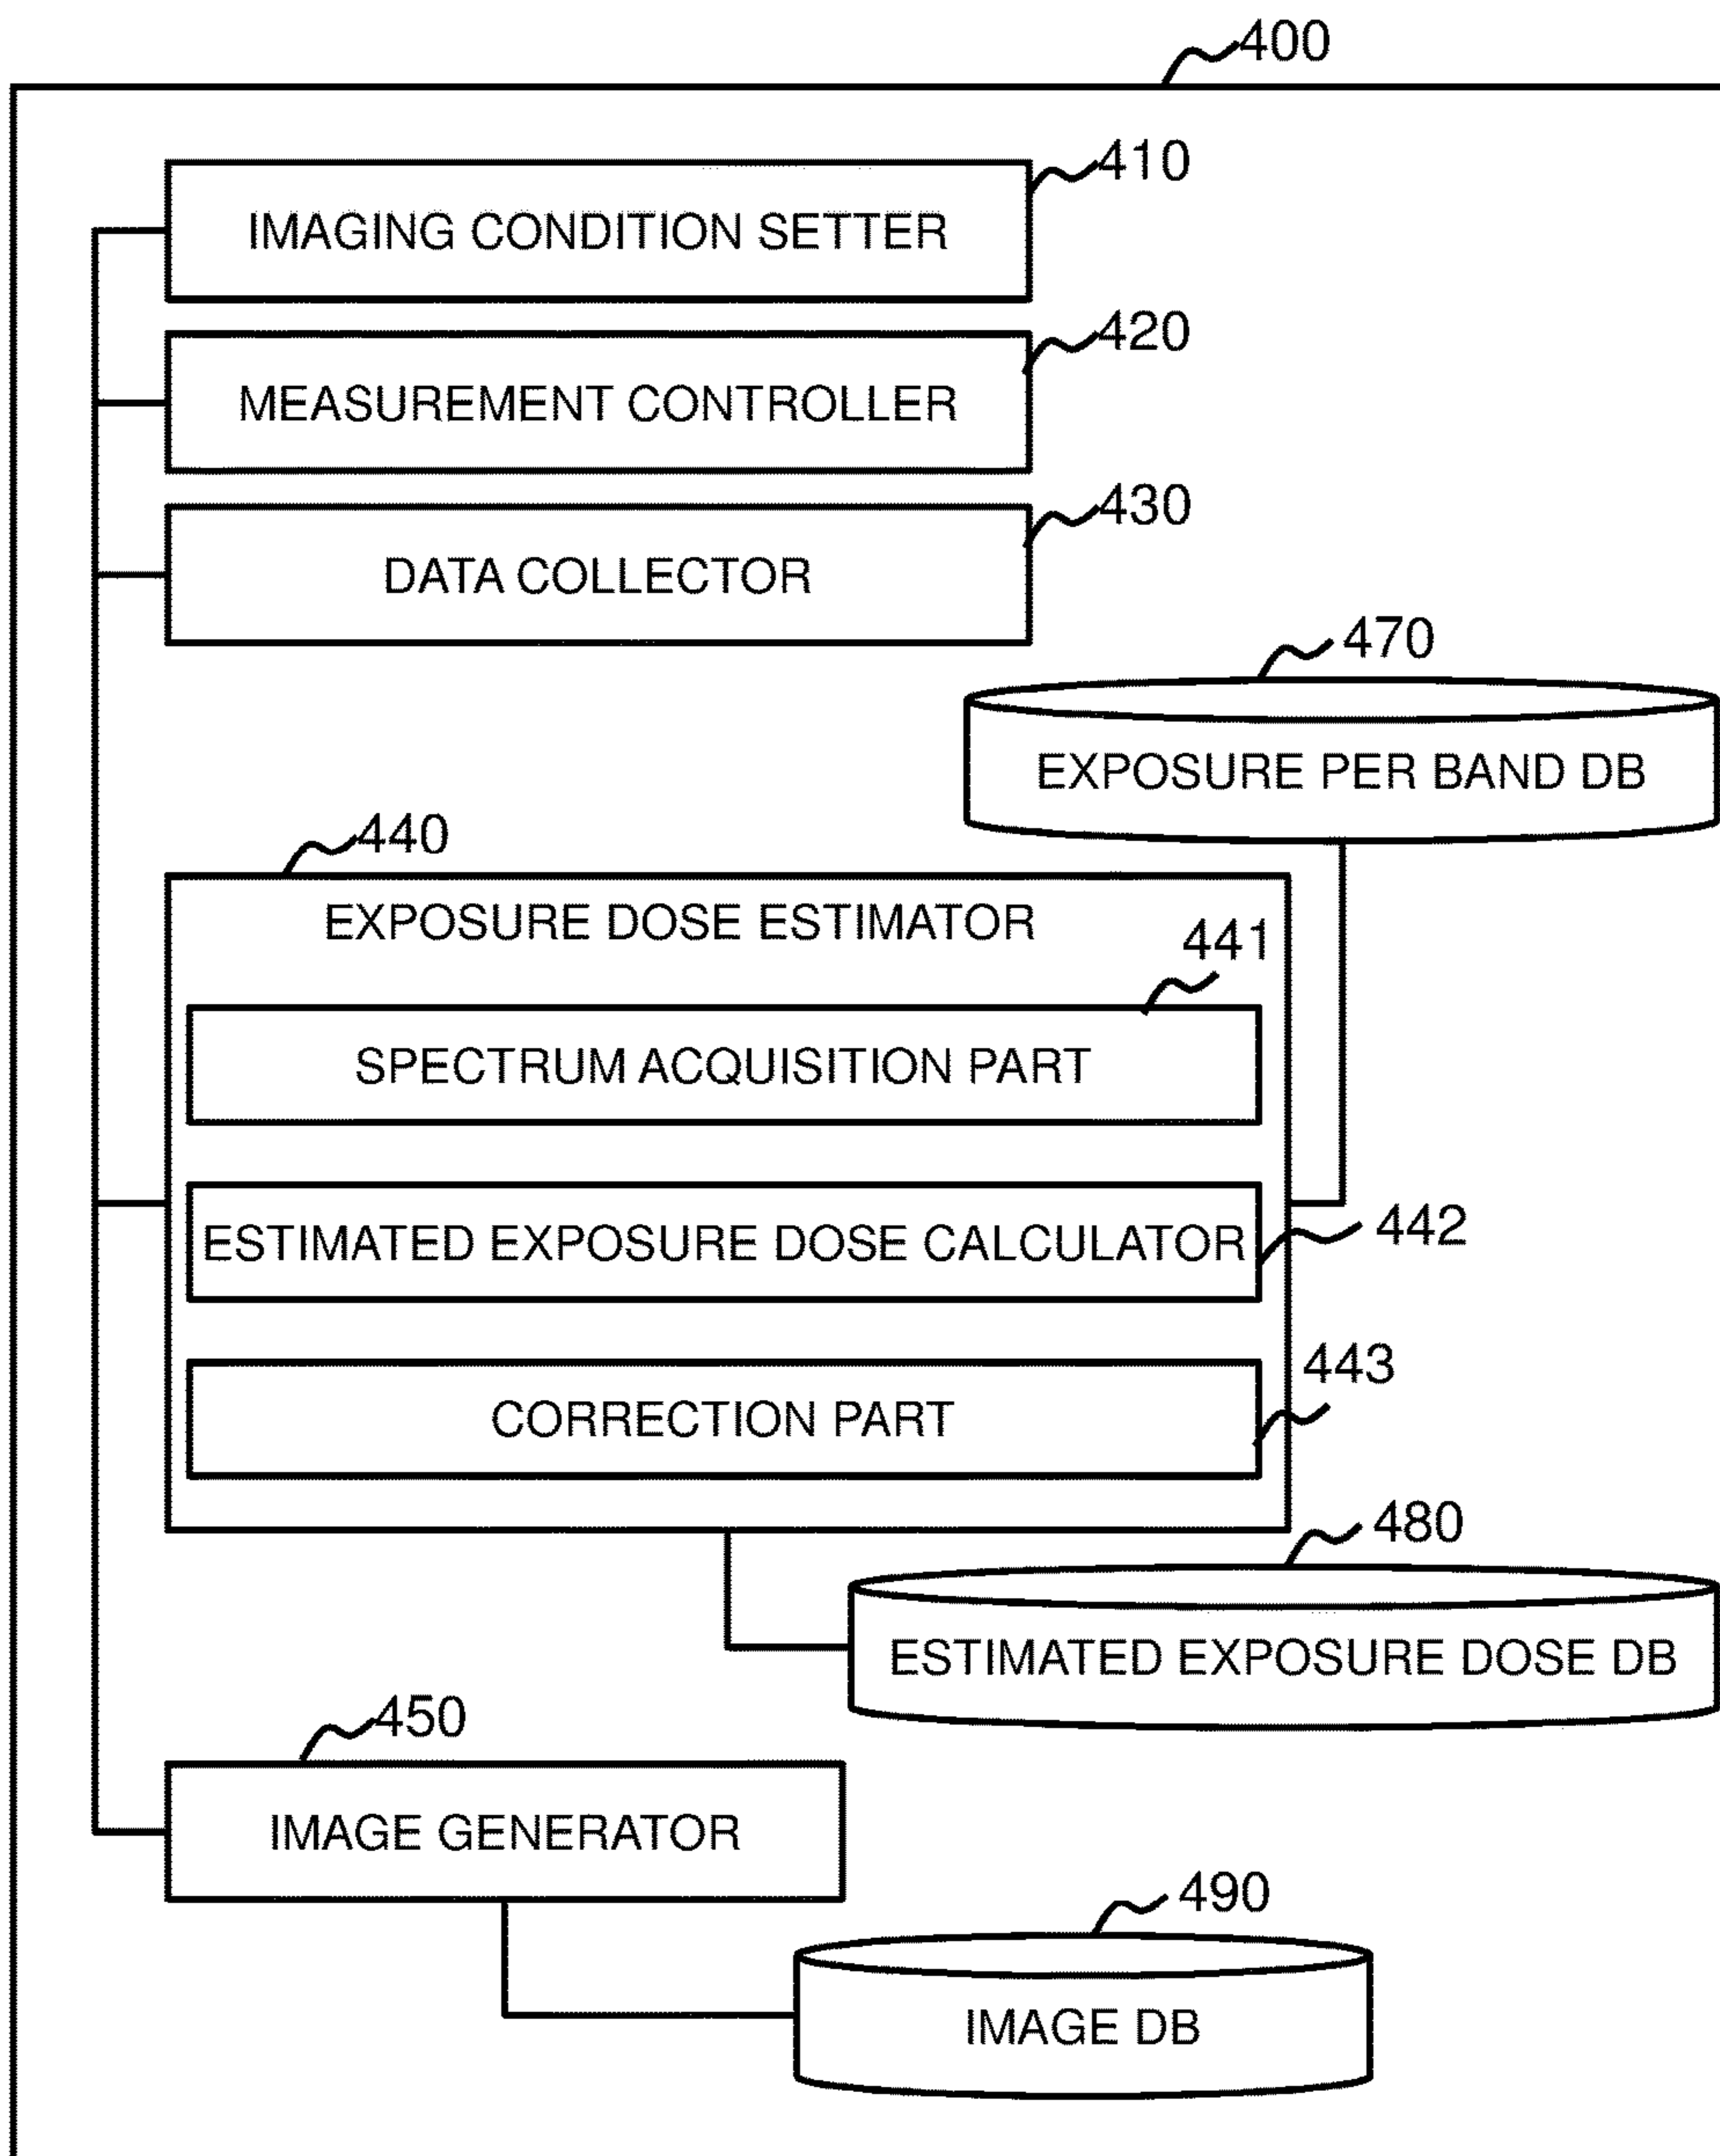 400
410
IMAGING CONDITION SETTER
420
MEASUREMENT CONTROLLER
430
DATA COLLECTOR
470
EXPOSURE PER BAND DB
440
EXPOSURE DOSE ESTIMATOR
441
SPECTRUM ACQUISITION PART
ESTIMATED EXPOSURE DOSE CALCULATOR
442
443
CORRECTION PART
480
ESTIMATED EXPOSURE DOSE DB
450
IMAGE GENERATOR
490
IMAGE DB